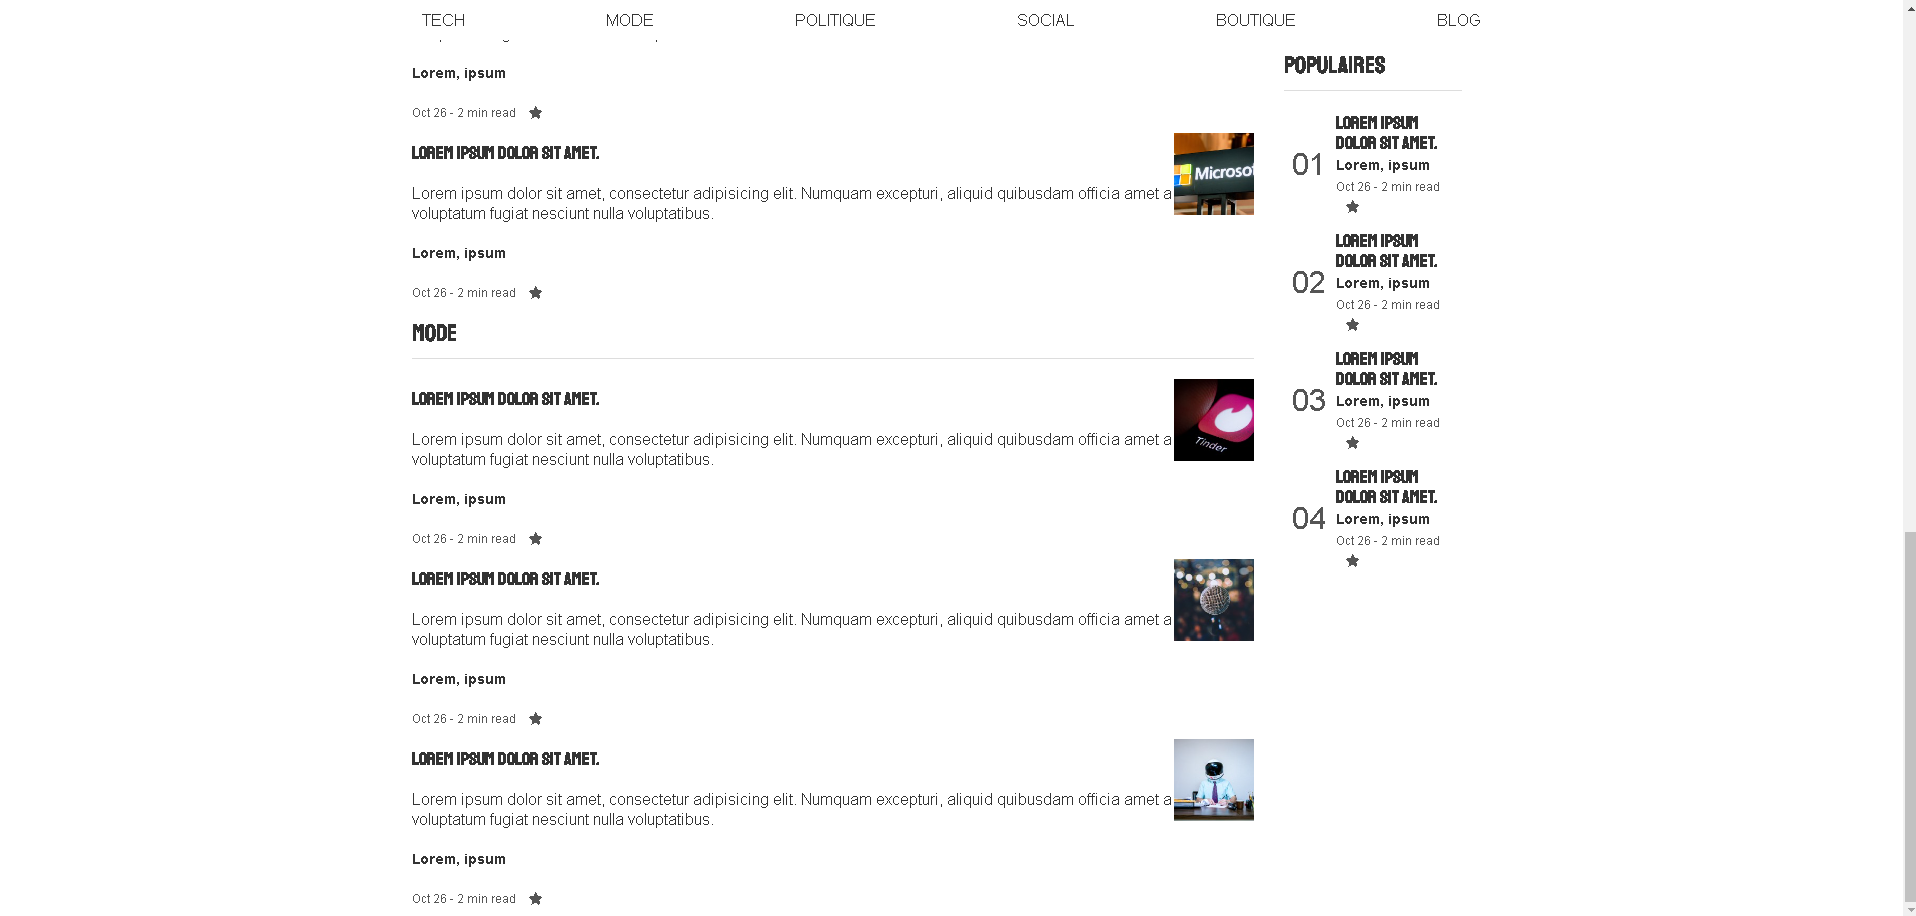 TECH MODE POLITIQUE SOCIAL BOUTIQUE BLOG
Lorem, ipsum
Oct 26 - 2 min read
LOREM IPSUM DOLOR SIT AMET.
Lorem ipsum dolor sit amet, consectetur adipisicing elit. Numquam excepturi, aliquid quibusdam officia amet a
voluptatum fugiat nesciunt nulla voluptatibus.
Microsof
Lorem, ipsum
Oct 26 - 2 min read
MODE
LOREM IPSUM DOLOR SIT AMET.
Lorem ipsum dolor sit amet, consectetur adipisicing elit. Numquam excepturi, aliquid quibusdam officia amet a
voluptatum fugiat nesciunt nulla voluptatibus.
Tinder
Lorem, ipsum
Oct 26 - 2 min read
LOREM IPSUM DOLOR SIT AMET.
Lorem ipsum dolor sit amet, consectetur adipisicing elit. Numquam excepturi, aliquid quibusdam officia amet a
voluptatum fugiat nesciunt nulla voluptatibus.
Lorem, ipsum
Oct 26 - 2 min read
LOREM IPSUM DOLOR SIT AMET.
Lorem ipsum dolor sit amet, consectetur adipisicing elit. Numquam excepturi, aliquid quibusdam officia amet a
voluptatum fugiat nesciunt nulla voluptatibus.
Lorem, ipsum
Oct 26 - 2 min read
POPULAIRES
01
LOREM IPSUM
DOLOR SIT AMET.
Lorem, ipsum
Oct 26 - 2 min read
02
LOREM IPSUM
DOLOR SIT AMET.
Lorem, ipsum
Oct 26 - 2 min read
03
LOREM IPSUM
DOLOR SIT AMET.
Lorem, ipsum
Oct 26 - 2 min read
04
LOREM IPSUM
DOLOR SIT AMET.
Lorem, ipsum
Oct 26 - 2 min read